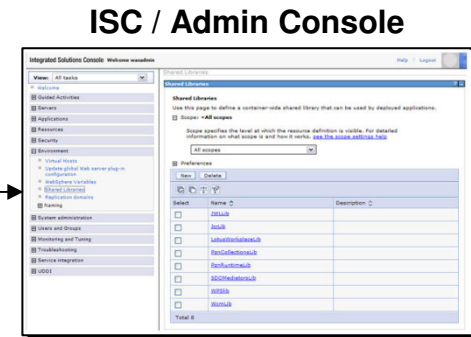 ISC / Admin Console
Integrated Solutions Console Welcome wasadmin
Help | Logout
View: All tasks
Welcome
Guided Activities
Servers
Applications
Resources
Security
Environment
Virtual Hosts
Update global Web server plug-in
configuration
WebSphere Variables
Shared Libraries
Replication domains
Naming
System administration
Users and Groups
Monitoring and Tuning
Troubleshooting
Service integration
UDDI
Shared Libraries
Shared Libraries
Shared Libraries
Use this page to define a container-wide shared library that can be used by deployed applications.
Scope: =All scopes
Scope specifies the level at which the resource definition is visible. For detailed
information on what scope is and how it works, see the scope settings help
All scopes
Preferences
New Delete
Select Name Description
LotusWorkplaceLib
PznCollectionsLib
PznRuntimeLib
SDOMediatorsLib
WPSlib
WcmLib
Total 8